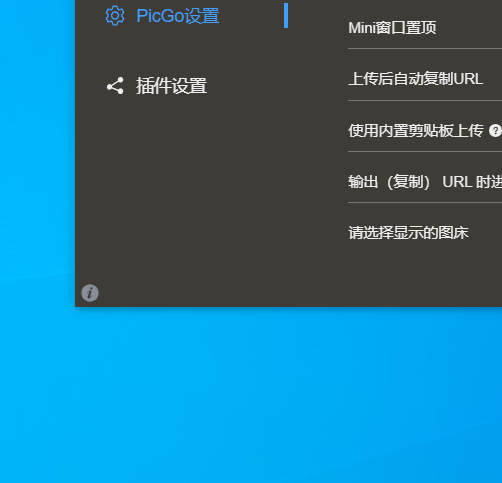 PicGo设置
插件设置
Mini窗口置顶
上传后自动复制URL
使用内置剪贴板上传 ?
输出（复制） URL 时进
请选择显示的图床
i